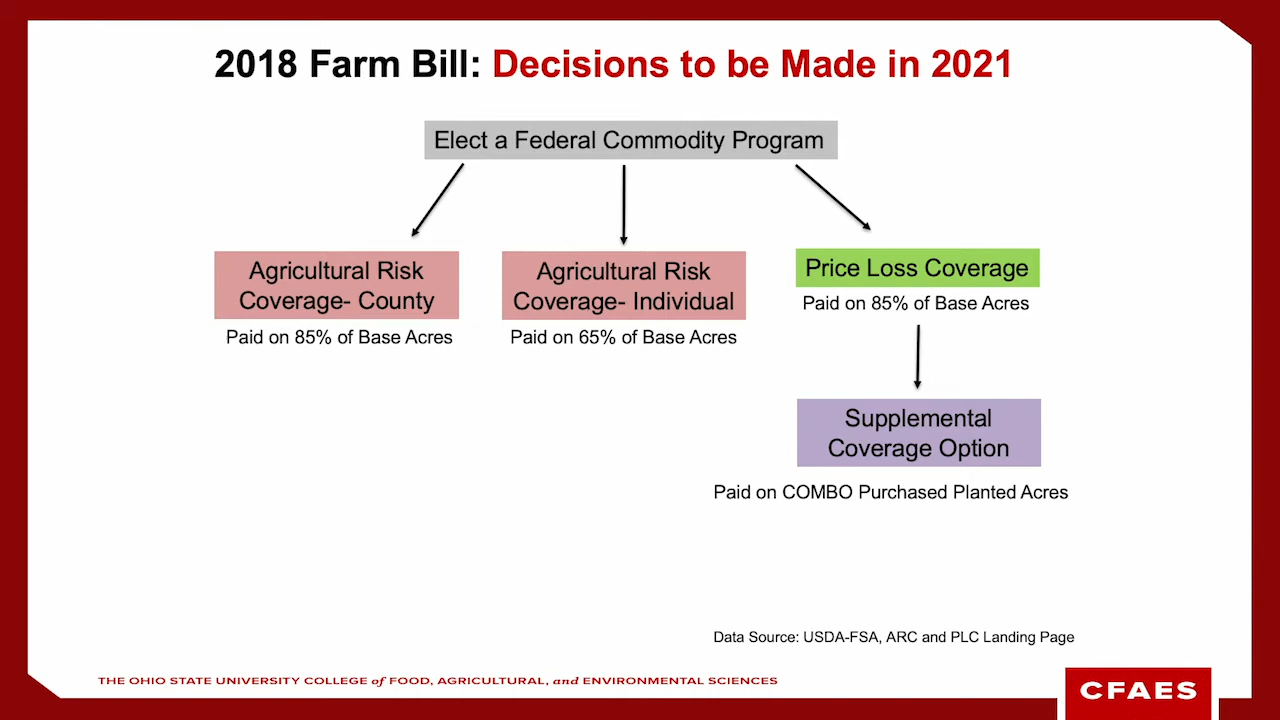 2018 Farm Bill: Decisions to be Made in 2021
Elect a Federal Commodity Program
Agricultural Risk
Coverage- County
Paid on 85% of Base Acres
Agricultural Risk
Coverage- Individual
Paid on 65% of Base Acres
Price Loss Coverage
Paid on 85% of Base Acres
Supplemental
Coverage Option
Paid on COMBO Purchased Planted Acres
Data Source: USDA-FSA, ARC and PLC Landing Page
THE OHIO STATE UNIVERSITY COLLEGE of FOOD, AGRICULTURAL, and ENVIRONMENTAL SCIENCES
CFAES